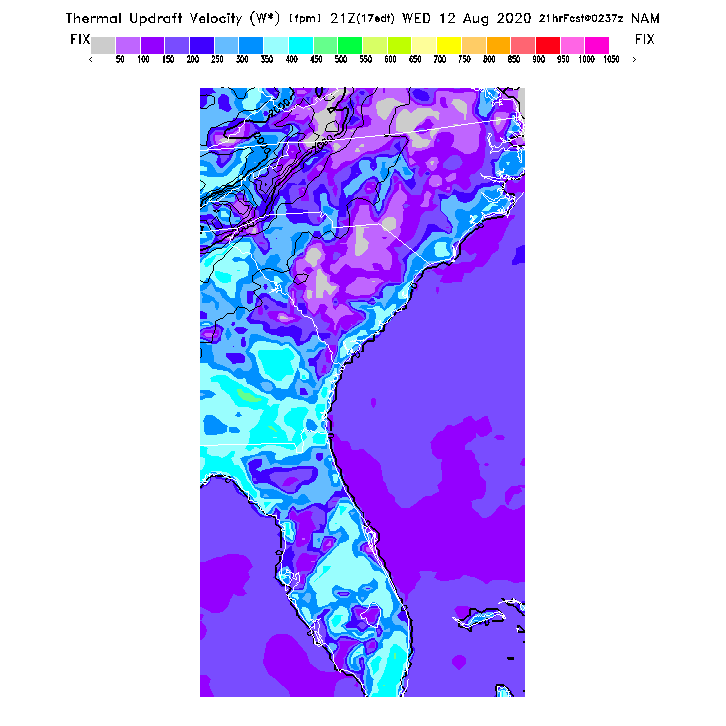 Thermal Updraft Velocity (W*) [fpm] 21Z(17edt) WED 12 Aug 2020 21hrFcst@0237z NAM
FIX FIX
< 50 100 150 200 250 300 350 400 450 500 550 600 650 700 750 800 850 900 950 1000 1050 >
2000